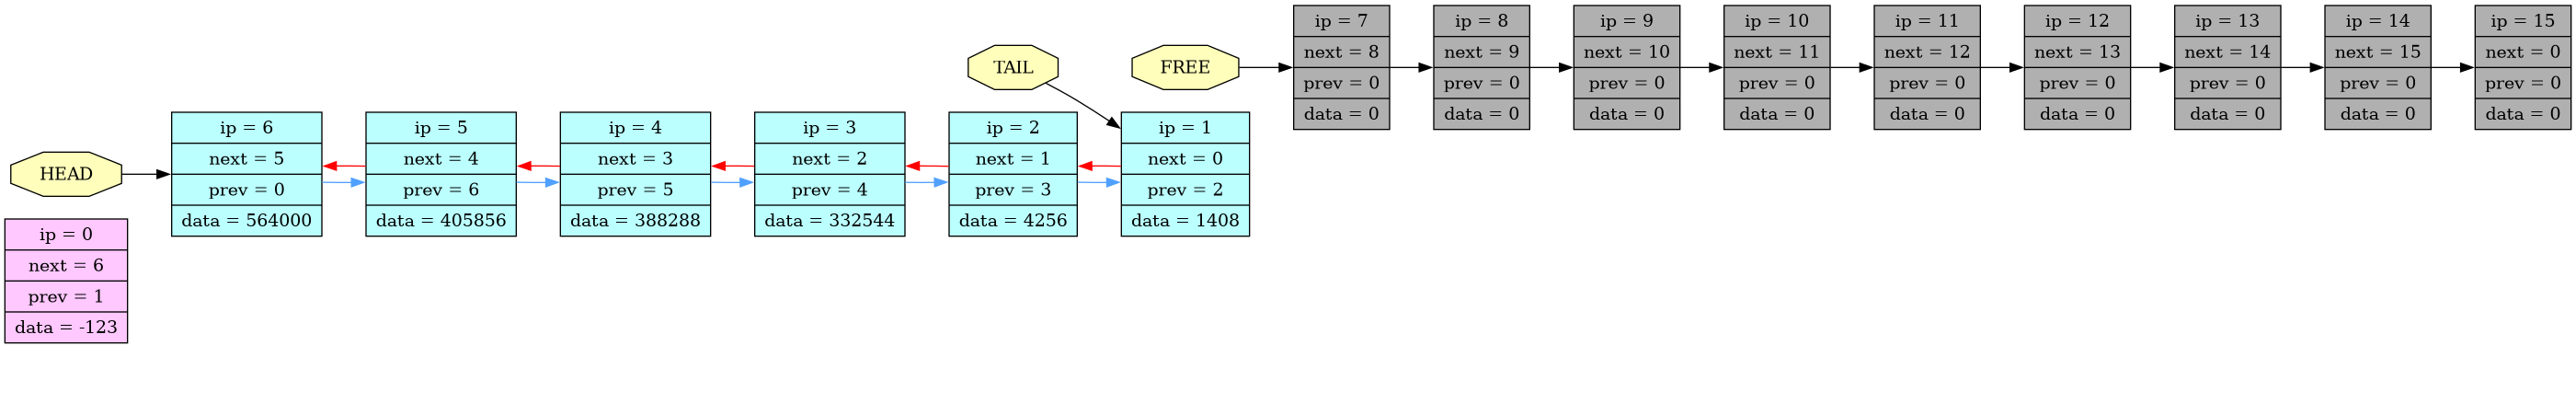 HEAD
ip = 6
next = 5
prev = 0
data = 564000
ip = 5
next = 4
prev = 6
data = 405856
ip = 4
next = 3
prev = 5
data = 388288
ip = 3
next = 2
prev = 4
data = 332544
ip = 2
next = 1
prev = 3
data = 4256
TAIL
ip = 1
next = 0
prev = 2
data = 1408
FREE
ip = 7
next = 8
prev = 0
data = 0
ip = 8
next = 9
prev = 0
data = 0
ip = 9
next = 10
prev = 0
data = 0
ip = 10
next = 11
prev = 0
data = 0
ip = 11
next = 12
prev = 0
data = 0
ip = 12
next = 13
prev = 0
data = 0
ip = 13
next = 14
prev = 0
data = 0
ip = 14
next = 15
prev = 0
data = 0
ip = 15
next = 0
prev = 0
data = 0
ip = 0
next = 6
prev = 1
data = -123